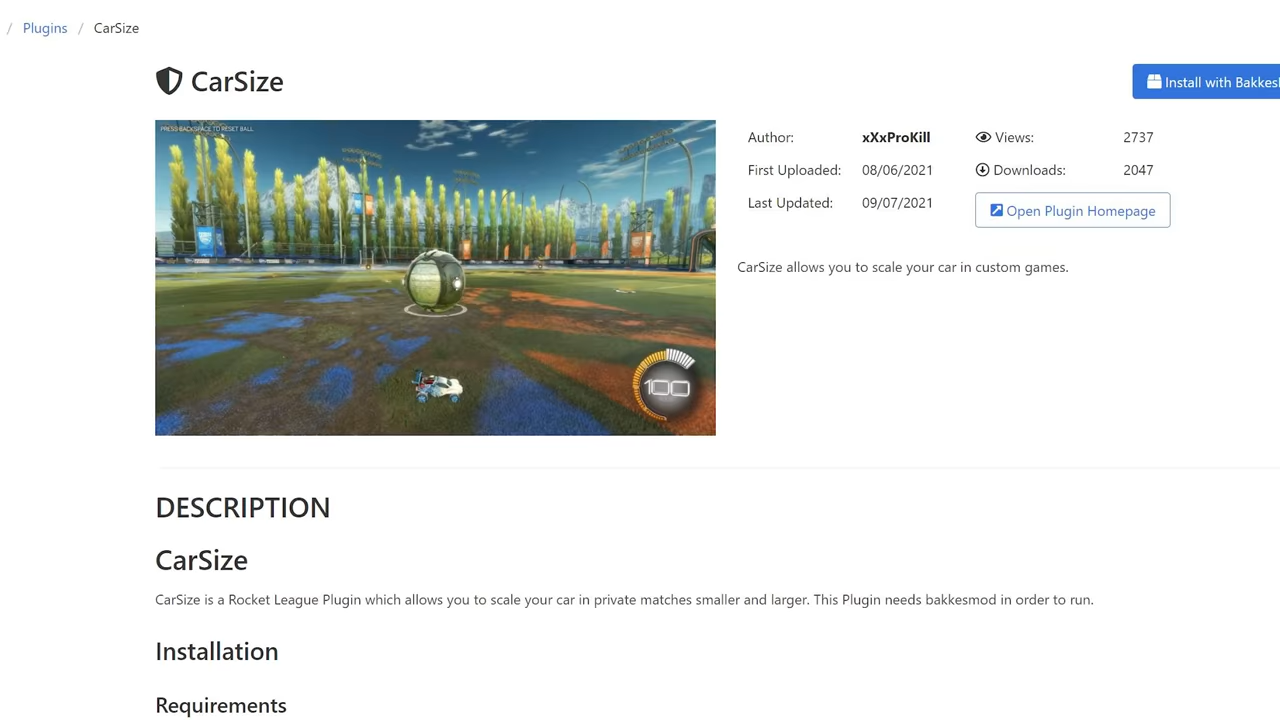 / Plugins / CarSize
CarSize
Install with Bakkes
PRESS BACKSPACE TO RESET BALL
Author: xXxProKill Views: 2737
First Uploaded: 08/06/2021 Downloads: 2047
Last Updated: 09/07/2021 Open Plugin Homepage
CarSize allows you to scale your car in custom games.
100
DESCRIPTION
CarSize
CarSize is a Rocket League Plugin which allows you to scale your car in private matches smaller and larger. This Plugin needs bakkesmod in order to run.
Installation
Requirements